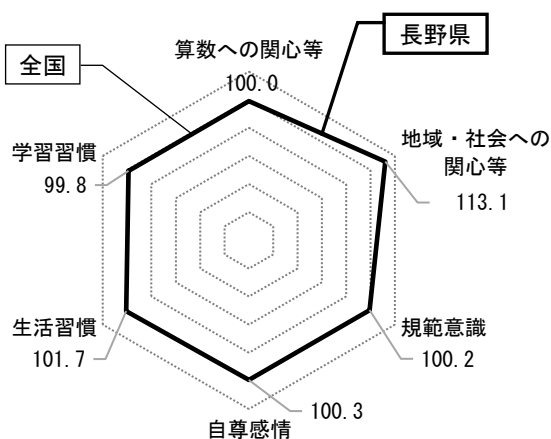 算数への関心等
100.0
長野県
全国
地域・社会への
関心等
113.1
学習習慣
99.8
規範意識
100.2
生活習慣
101.7
自尊感情
100.3